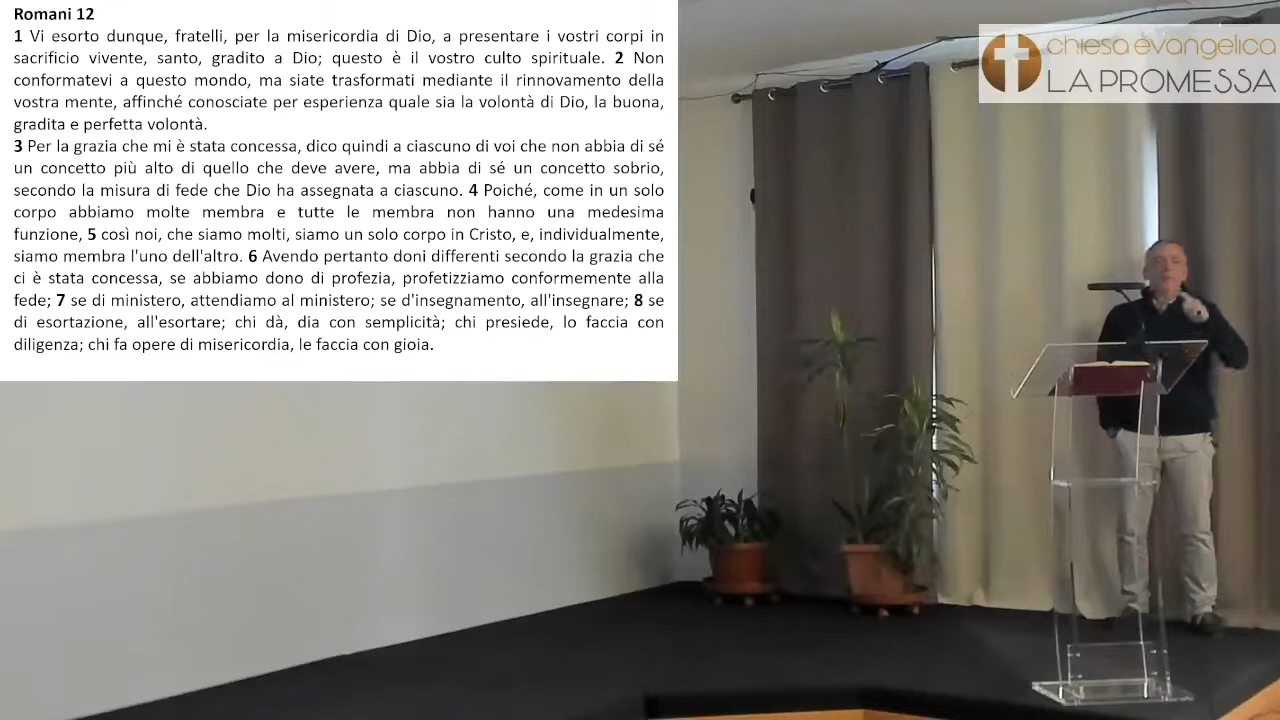 Romani 12
1 Vi esorto dunque, fratelli, per la misericordia di Dio, a presentare i vostri corpi in
sacrificio vivente, santo, gradito a Dio; questo è il vostro culto spirituale. 2 Non
conformatevi a questo mondo, ma siate trasformati mediante il rinnovamento della
vostra mente, affinché conosciate per esperienza quale sia la volontà di Dio, la buona,
gradita e perfetta volontà.
3 Per la grazia che mi è stata concessa, dico quindi a ciascuno di voi che non abbia di sé
un concetto più alto di quello che deve avere, ma abbia di sé un concetto sobrio,
secondo la misura di fede che Dio ha assegnata a ciascuno. 4 Poiché, come in un solo
corpo abbiamo molte membra e tutte le membra non hanno una medesima
funzione, 5 così noi, che siamo molti, siamo un solo corpo in Cristo, e, individualmente,
siamo membra l'uno dell'altro. 6 Avendo pertanto doni differenti secondo la grazia che
ci è stata concessa, se abbiamo dono di profezia, profetizziamo conformemente alla
fede; 7 se di ministero, attendiamo al ministero; se d'insegnamento, all'insegnare; 8 se
di esortazione, all'esortare; chi dà, dia con semplicità; chi presiede, lo faccia con
diligenza; chi fa opere di misericordia, le faccia con gioia.
chiesa evangelica
LA PROMESSA